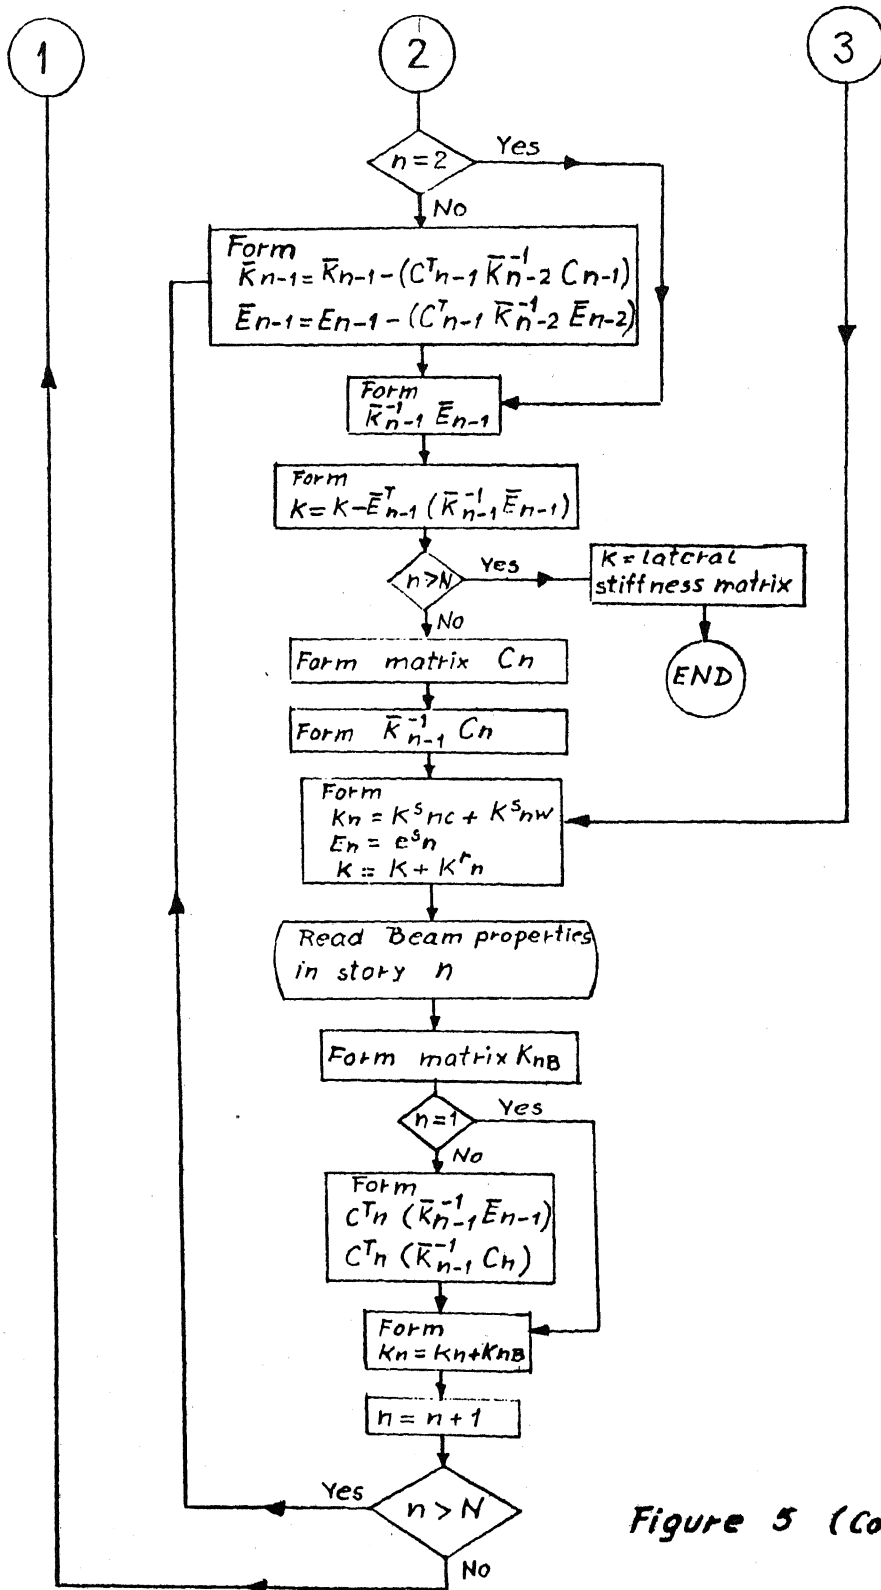 1
2
3
n=2
Yes
No
Form
K̄n-1 = K̄n-1 - (Cᵀn-1 K̄⁻¹n-2 Cn-1)
Ēn-1 = En-1 - (Cᵀn-1 K̄⁻¹n-2 Ēn-2)
Form
K̄⁻¹n-1 Ēn-1
Form
K = K - Ēᵀn-1 (K̄⁻¹n-1 Ēn-1)
n>N
Yes
No
K = lateral
stiffness matrix
END
Form matrix Cn
Form K̄⁻¹n-1 Cn
Form
Kn = Kˢnc + Kˢnw
En = eˢn
K = K + Kʳn
Read Beam properties
in story n
Form matrix KnB
n=1
Yes
No
Form
Cᵀn (K̄⁻¹n-1 Ēn-1)
Cᵀn (K̄⁻¹n-1 Cn)
Form
Kn = Kn + KnB
n = n + 1
n > N
Yes
No
Figure 5 (Co